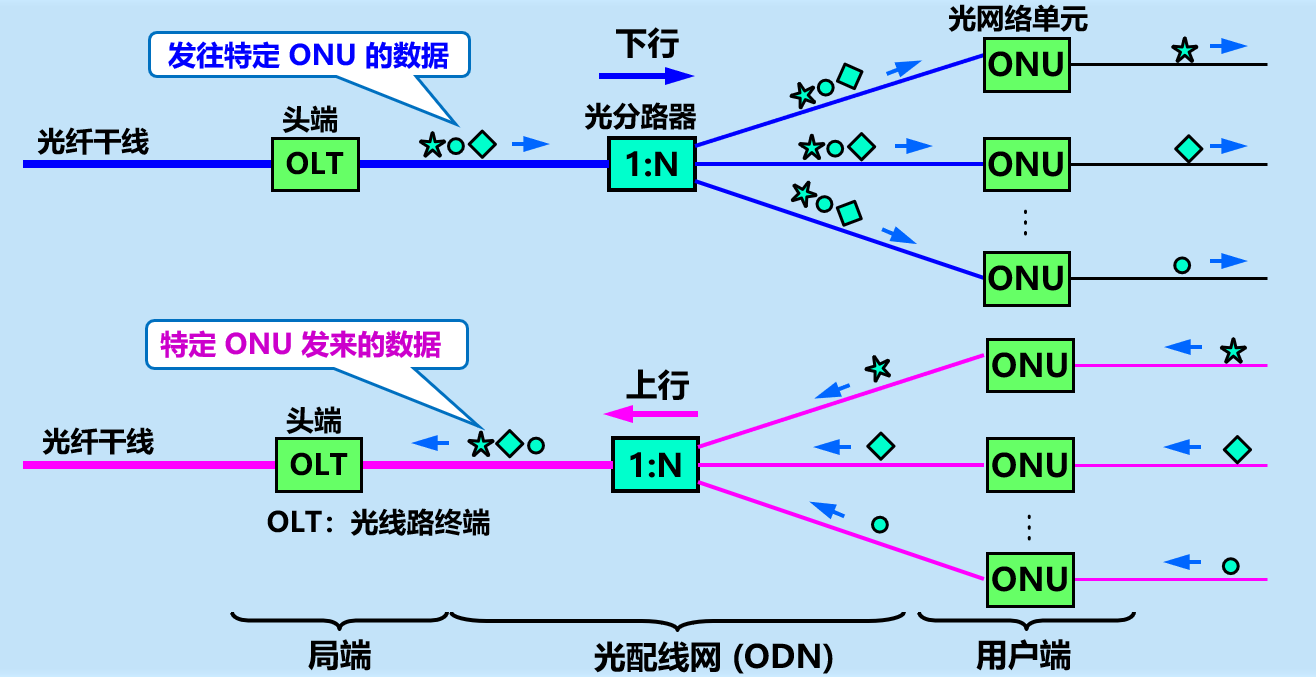 光网络单元
发往特定 ONU 的数据
下行
ONU
头端
光分路器
光纤干线
OLT
1:N
ONU
ONU
特定 ONU 发来的数据
上行
ONU
头端
光纤干线
OLT
1:N
ONU
OLT：光线路终端
ONU
局端
光配线网 (ODN)
用户端